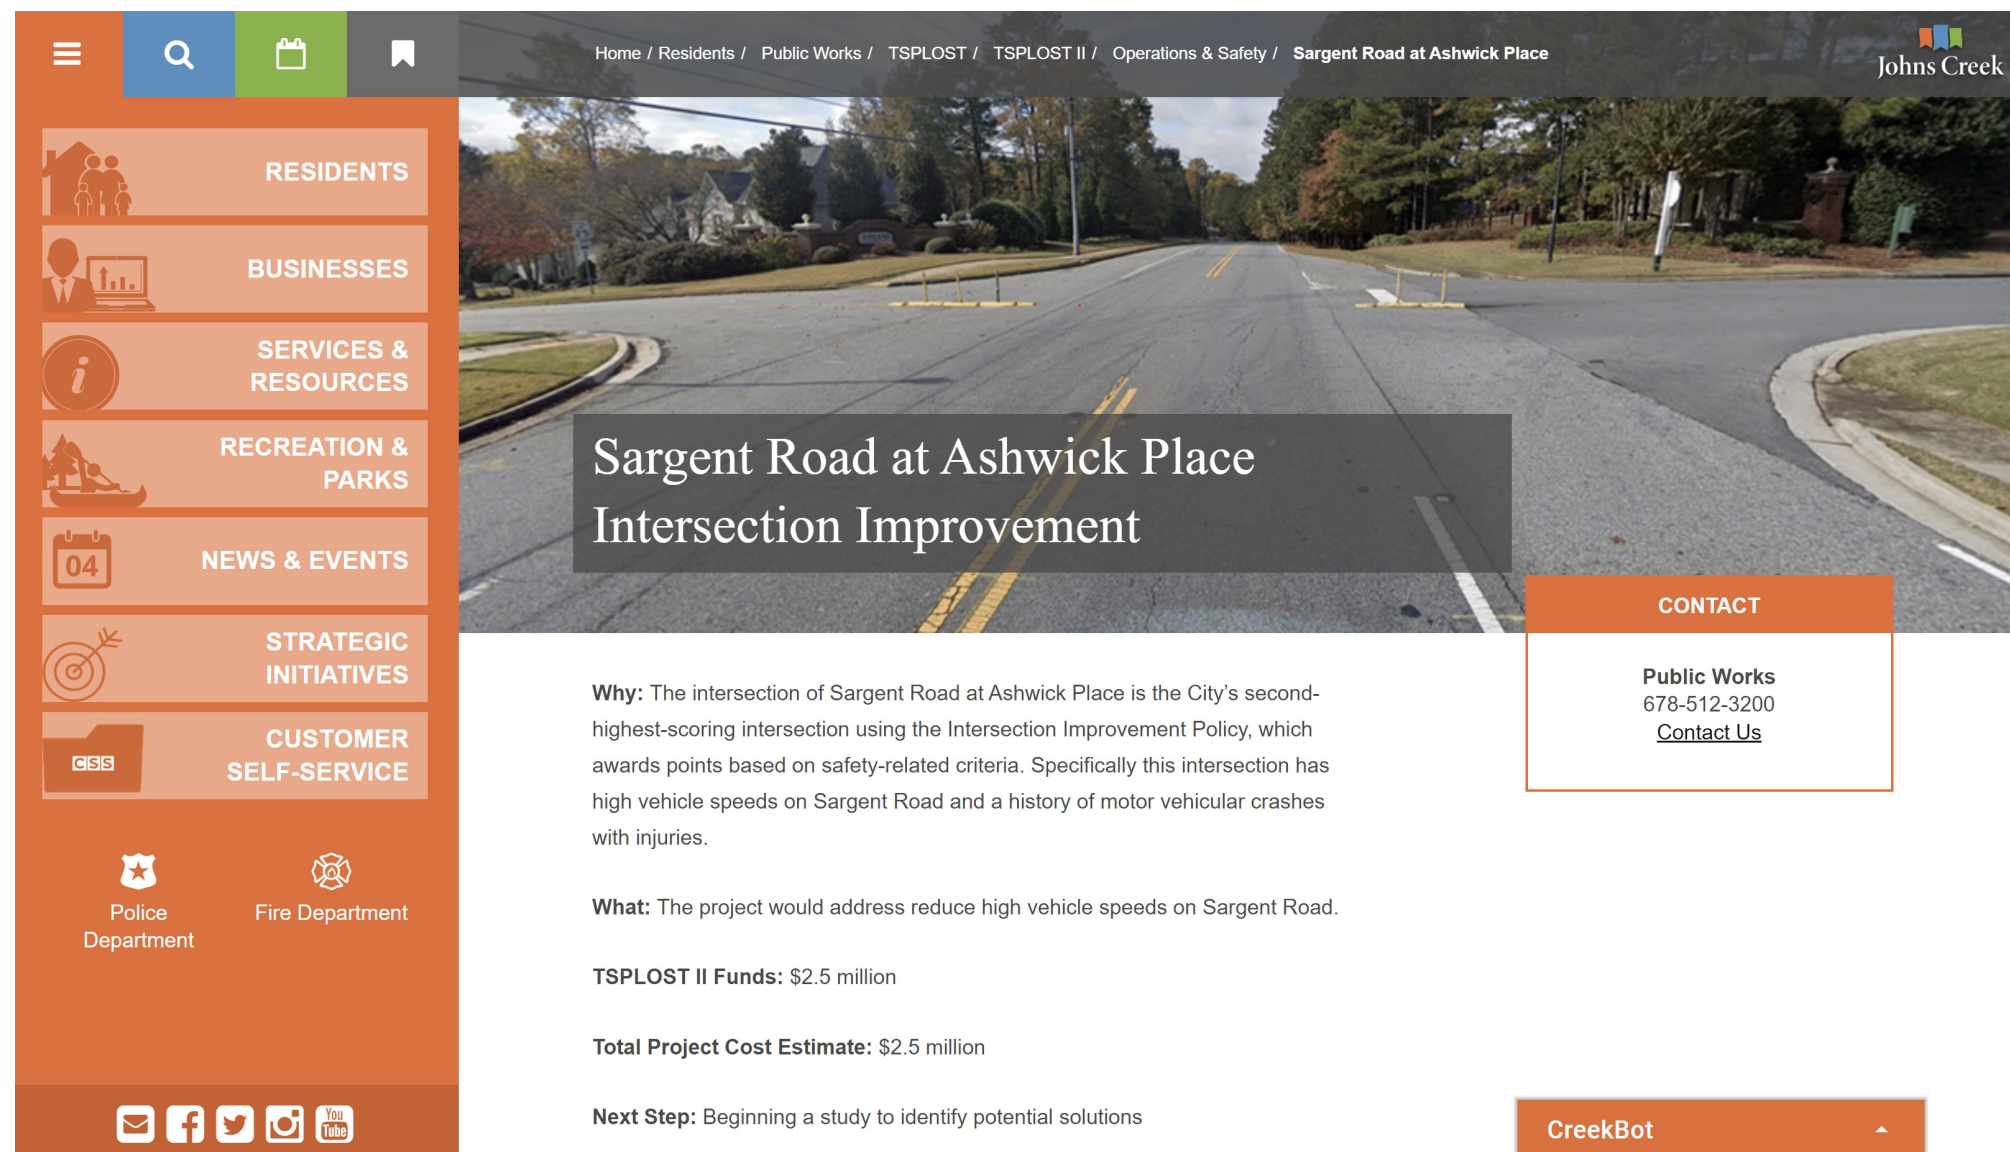 Home / Residents / Public Works / TSPLOST / TSPLOST II / Operations & Safety / Sargent Road at Ashwick Place
Johns Creek
RESIDENTS
BUSINESSES
SERVICES &
RESOURCES
RECREATION &
PARKS
04
NEWS & EVENTS
STRATEGIC
INITIATIVES
CSS
CUSTOMER
SELF-SERVICE
Police
Department
Fire Department
You
Tube
Sargent Road at Ashwick Place
Intersection Improvement
Why: The intersection of Sargent Road at Ashwick Place is the City’s second-
highest-scoring intersection using the Intersection Improvement Policy, which
awards points based on safety-related criteria. Specifically this intersection has
high vehicle speeds on Sargent Road and a history of motor vehicular crashes
with injuries.
What: The project would address reduce high vehicle speeds on Sargent Road.
TSPLOST II Funds: $2.5 million
Total Project Cost Estimate: $2.5 million
Next Step: Beginning a study to identify potential solutions
CONTACT
Public Works
678-512-3200
Contact Us
CreekBot